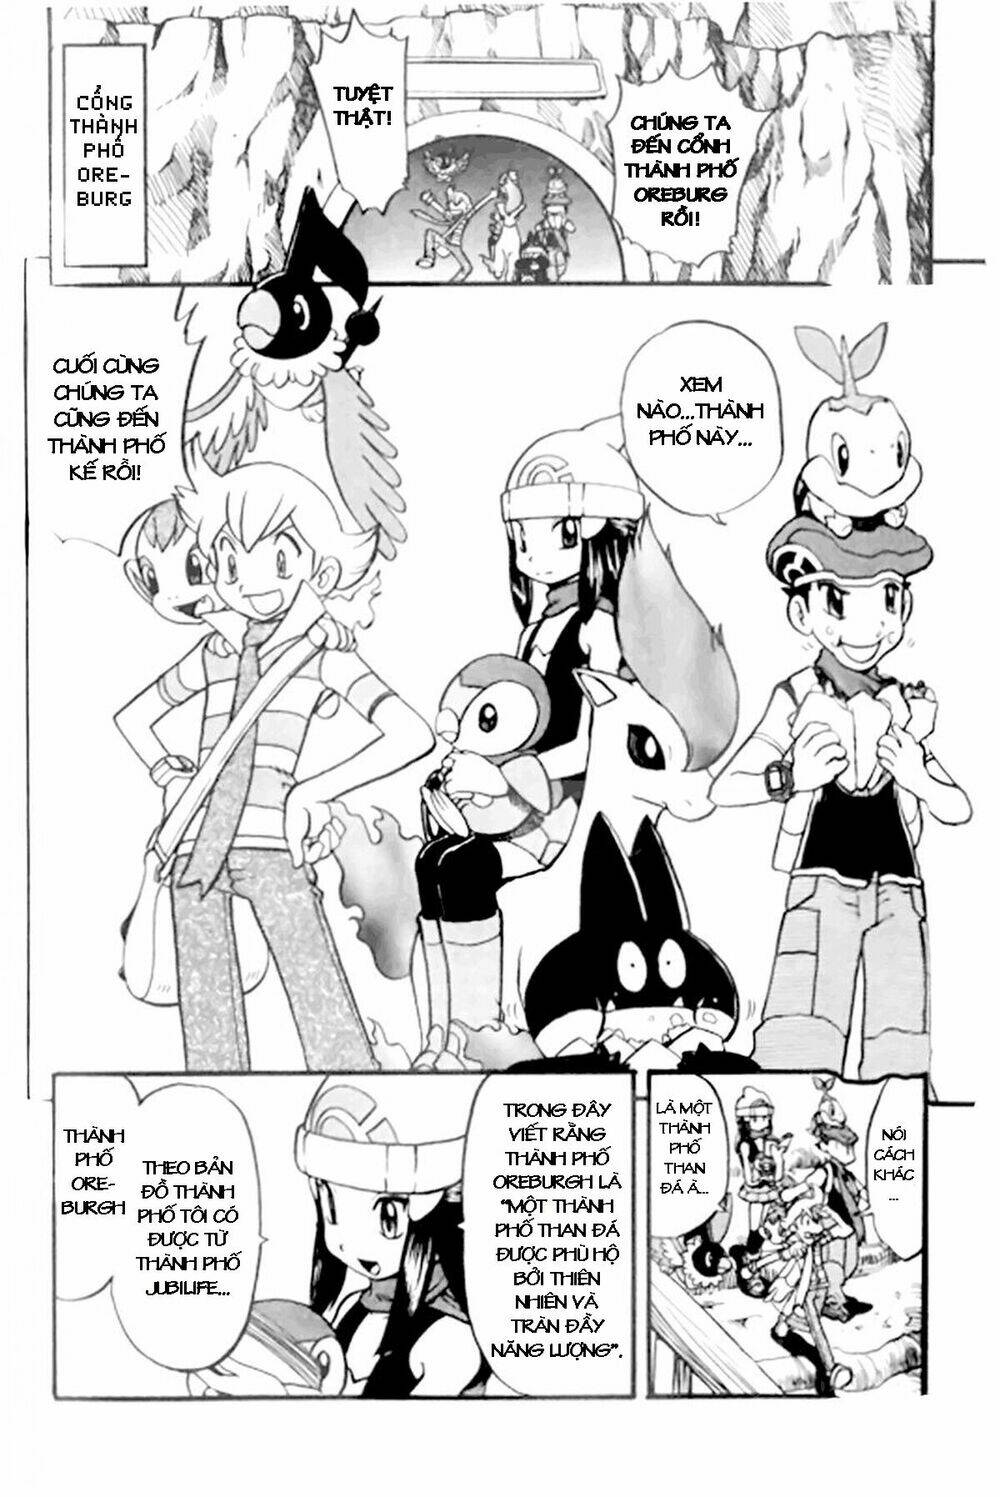 CỔNG
THÀNH
PHỐ
ORE-
BURG
TUYỆT
THẬT!
CHÚNG TA
ĐẾN CỔNH
THÀNH PHỐ
OREBURG
RỒI!
CUỐI CÙNG
CHÚNG TA
CŨNG ĐẾN
THÀNH PHỐ
KẾ RỒI!
XEM
NÀO...THÀNH
PHỐ NÀY...
THÀNH
PHỐ
ORE-
BURGH
THEO BẢN
ĐỒ THÀNH
PHỐ TÔI CÓ
ĐƯỢC TỪ
THÀNH PHỐ
JUBILIFE...
TRONG ĐÂY
VIẾT RẰNG
THÀNH PHỐ
OREBURGH LÀ
"MỘT THÀNH
PHỐ THAN ĐÁ
ĐƯỢC PHÙ HỘ
BỞI THIÊN
NHIÊN VÀ
TRÀN ĐẦY
NĂNG LƯỢNG".
LÀ MỘT
THÀNH
PHỐ
THAN
ĐÁ À...
NÓI
CÁCH
KHÁC
...